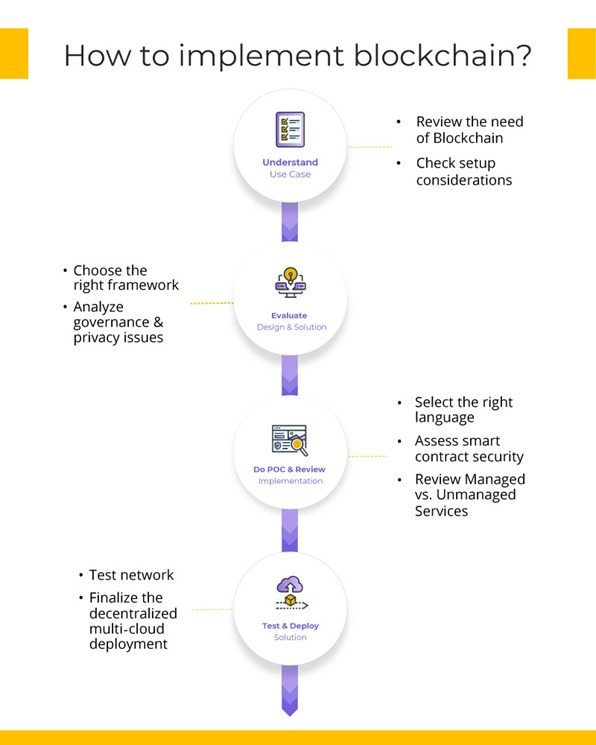 How to implement blockchain?
Understand
Use Case
• Review the need
of Blockchain
• Check setup
considerations
• Choose the
right framework
• Analyze
governance &
privacy issues
Evaluate
Design & Solution
Do POC & Review
Implementation
• Select the right
language
• Assess smart
contract security
• Review Managed
vs. Unmanaged
Services
• Test network
• Finalize the
decentralized
multi-cloud
deployment
Test & Deploy
Solution